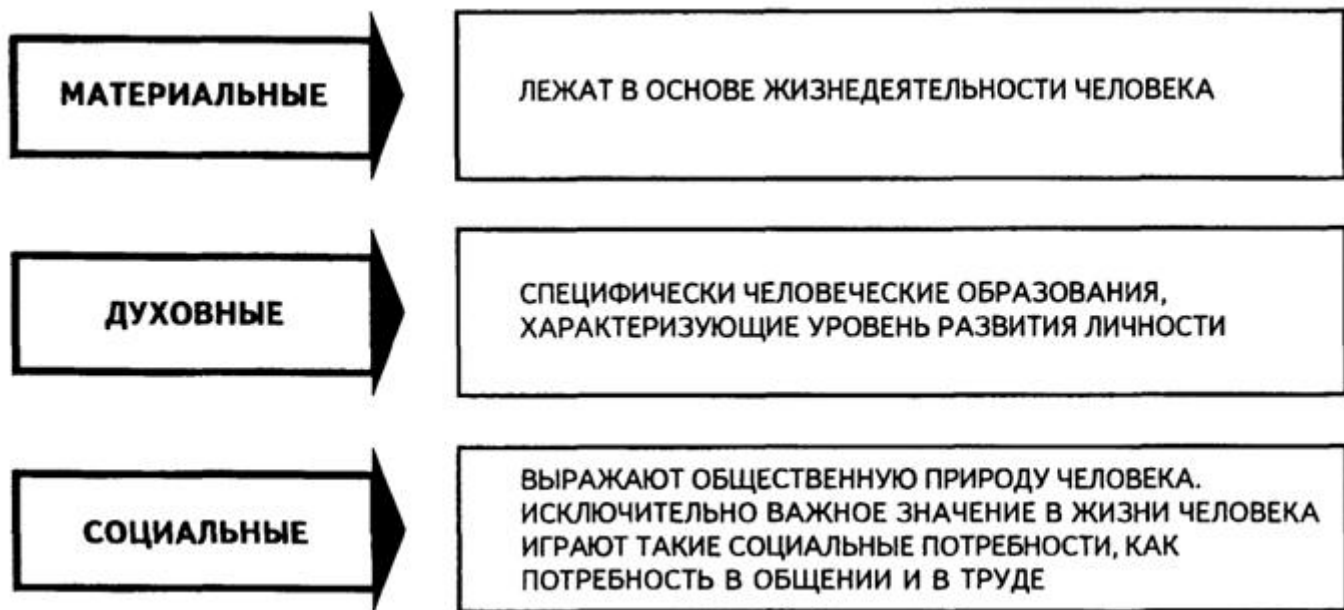 МАТЕРИАЛЬНЫЕ
ЛЕЖАТ В ОСНОВЕ ЖИЗНЕДЕЯТЕЛЬНОСТИ ЧЕЛОВЕКА
ДУХОВНЫЕ
СПЕЦИФИЧЕСКИ ЧЕЛОВЕЧЕСКИЕ ОБРАЗОВАНИЯ,
ХАРАКТЕРИЗУЮЩИЕ УРОВЕНЬ РАЗВИТИЯ ЛИЧНОСТИ
СОЦИАЛЬНЫЕ
ВЫРАЖАЮТ ОБЩЕСТВЕННУЮ ПРИРОДУ ЧЕЛОВЕКА.
ИСКЛЮЧИТЕЛЬНО ВАЖНОЕ ЗНАЧЕНИЕ В ЖИЗНИ ЧЕЛОВЕКА
ИГРАЮТ ТАКИЕ СОЦИАЛЬНЫЕ ПОТРЕБНОСТИ, КАК
ПОТРЕБНОСТЬ В ОБЩЕНИИ И В ТРУДЕ